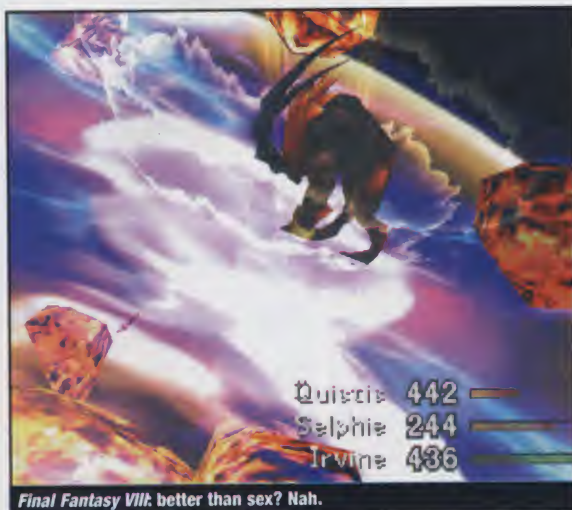 Quistis 442
Selphie 244
Irvine 436
Final Fantasy VIII: better than sex? Nah.